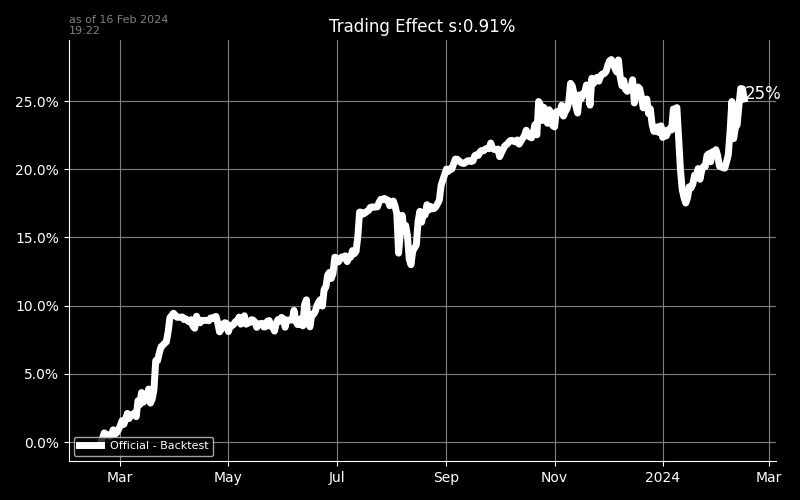 as of 16 Feb 2024
19:22
Trading Effect s:0.91%
25.0%
20.0%
15.0%
10.0%
5.0%
0.0%
25%
Official - Backtest
Mar
May
Jul
Sep
Nov
2024
Mar